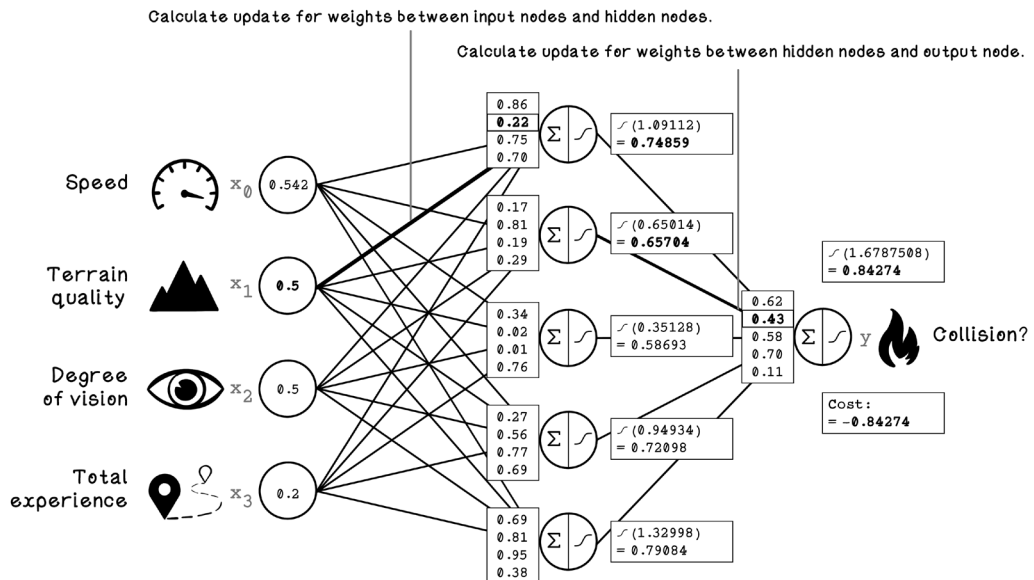 Calculate update for weights between input nodes and hidden nodes.
Calculate update for weights between hidden nodes and output node.
Speed
x0
0.542
Terrain
quality
x1
0.5
Degree
of vision
x2
0.5
Total
experience
x3
0.2
0.86
0.22
0.75
0.70
Σ
(1.09112)
= 0.74859
0.17
0.81
0.19
0.29
Σ
(0.65014)
= 0.65704
0.34
0.02
0.01
0.76
Σ
(0.35128)
= 0.58693
0.27
0.56
0.77
0.69
Σ
(0.94934)
= 0.72098
0.69
0.81
0.95
0.38
Σ
(1.32998)
= 0.79084
0.62
0.43
0.58
0.70
0.11
Σ
(1.6787508)
= 0.84274
y
Collision?
Cost:
= -0.84274